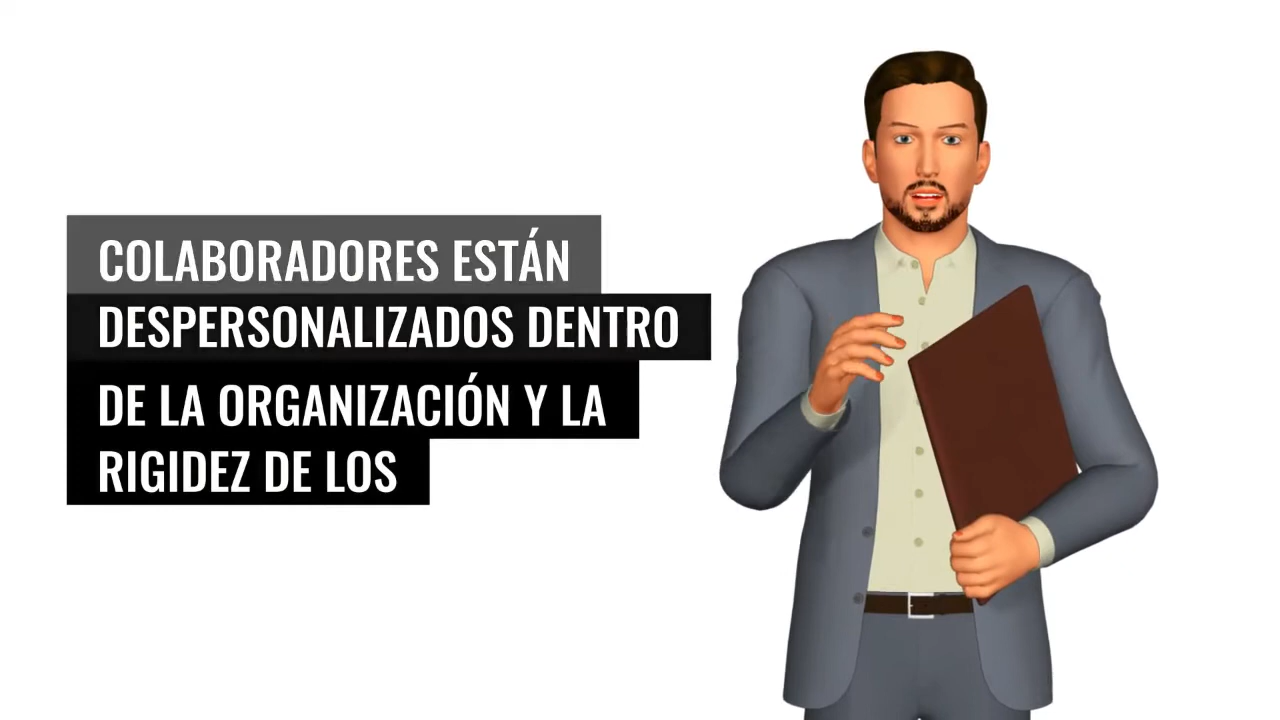 COLABORADORES ESTÁN
DESPERSONALIZADOS DENTRO
DE LA ORGANIZACIÓN Y LA
RIGIDEZ DE LOS